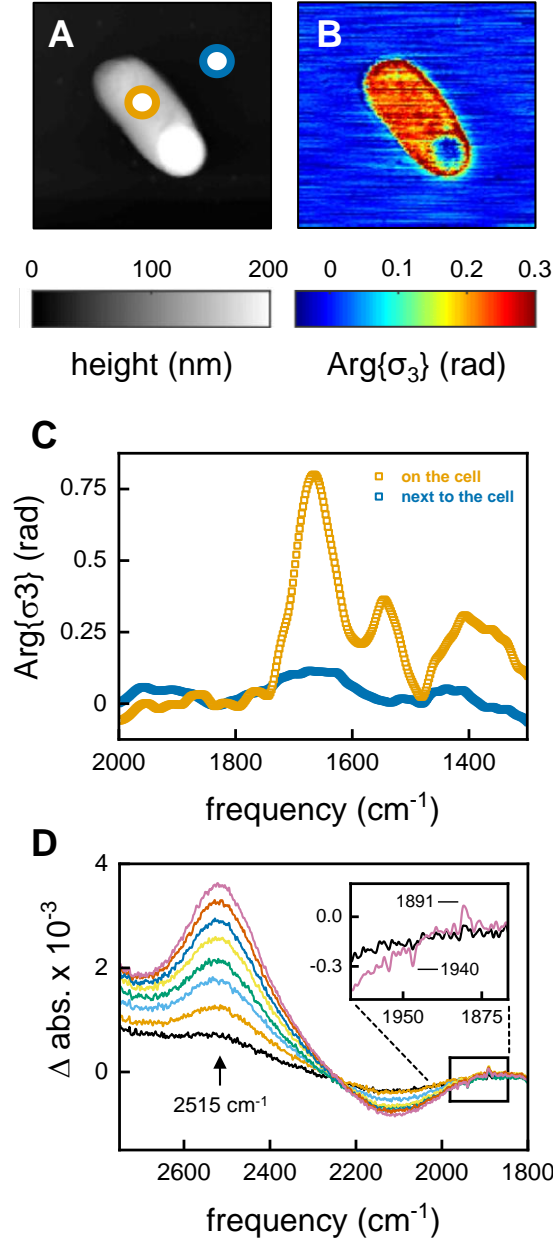 A
B
0
100
200
0
0.1
0.2
0.3
height (nm)
Arg{σ₃} (rad)
C
on the cell
next to the cell
0.75
0.5
0.25
0
Arg{σ3} (rad)
2000
1800
1600
1400
frequency (cm⁻¹)
D
4
2
0
Δ abs. x 10⁻³
1891
0.0
-0.3
1940
1950
1875
2515 cm⁻¹
2600
2400
2200
2000
1800
frequency (cm⁻¹)